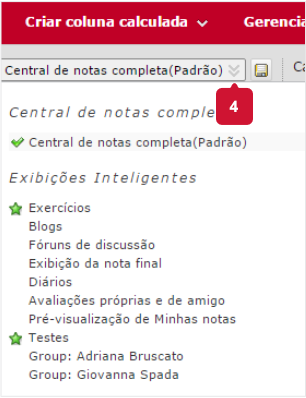 Criar coluna calculada
Gerencia
Central de notas completa(Padrão)
Ca
4
Central de notas comple
Central de notas completa(Padrão)
Exibições Inteligentes
Exercícios
Blogs
Fóruns de discussão
Exibição da nota final
Diários
Avaliações próprias e de amigo
Pré-visualização de Minhas notas
Testes
Group: Adriana Bruscato
Group: Giovanna Spada